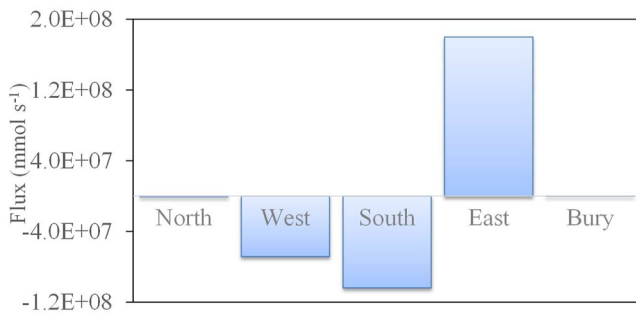 2.0E+08
1.2E+08
4.0E+07
-4.0E+07
-1.2E+08
Flux (mmol s⁻¹)
North West South East Bury